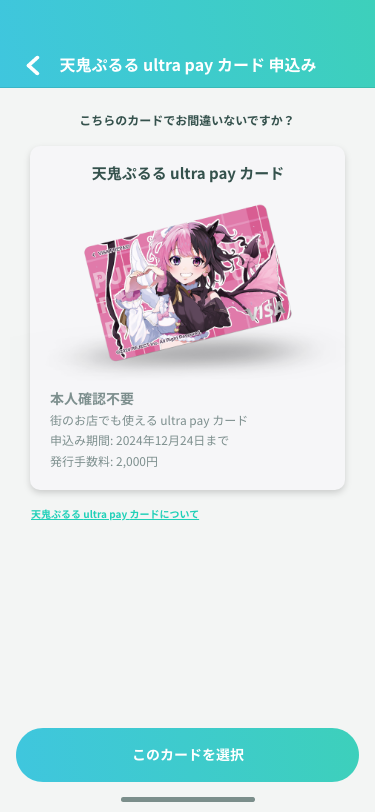 天鬼ぷるる ultra pay カード 申込み
こちらのカードでお間違いないですか？
天鬼ぷるる ultra pay カード
VISA
本人確認不要
街のお店でも使える ultra pay カード
申込み期間: 2024年12月24日まで
発行手数料: 2,000円
天鬼ぷるる ultra pay カードについて
このカードを選択